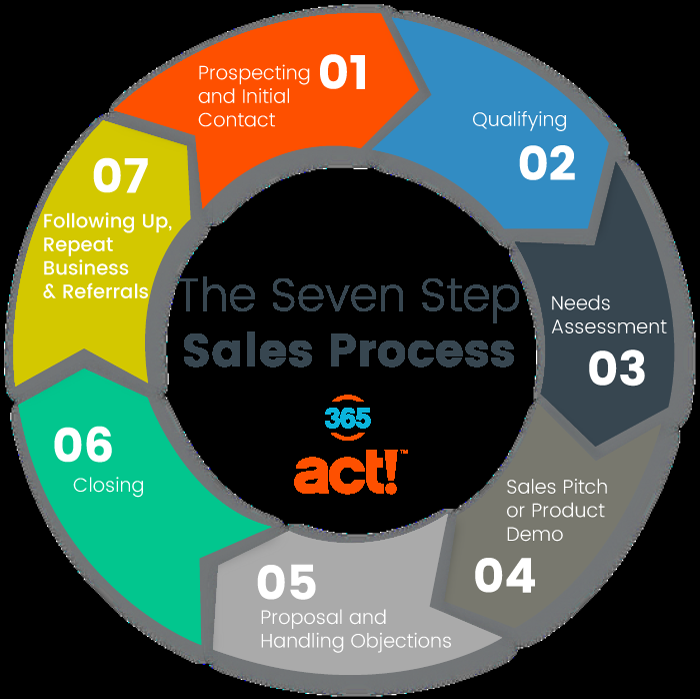 Prospecting
and Initial
Contact
01
Qualifying
02
Needs
Assessment
03
Sales Pitch
or Product
Demo
04
05
Proposal and
Handling Objections
06
Closing
07
Following Up,
Repeat
Business
& Referrals
The Seven Step
Sales Process
365
act!™